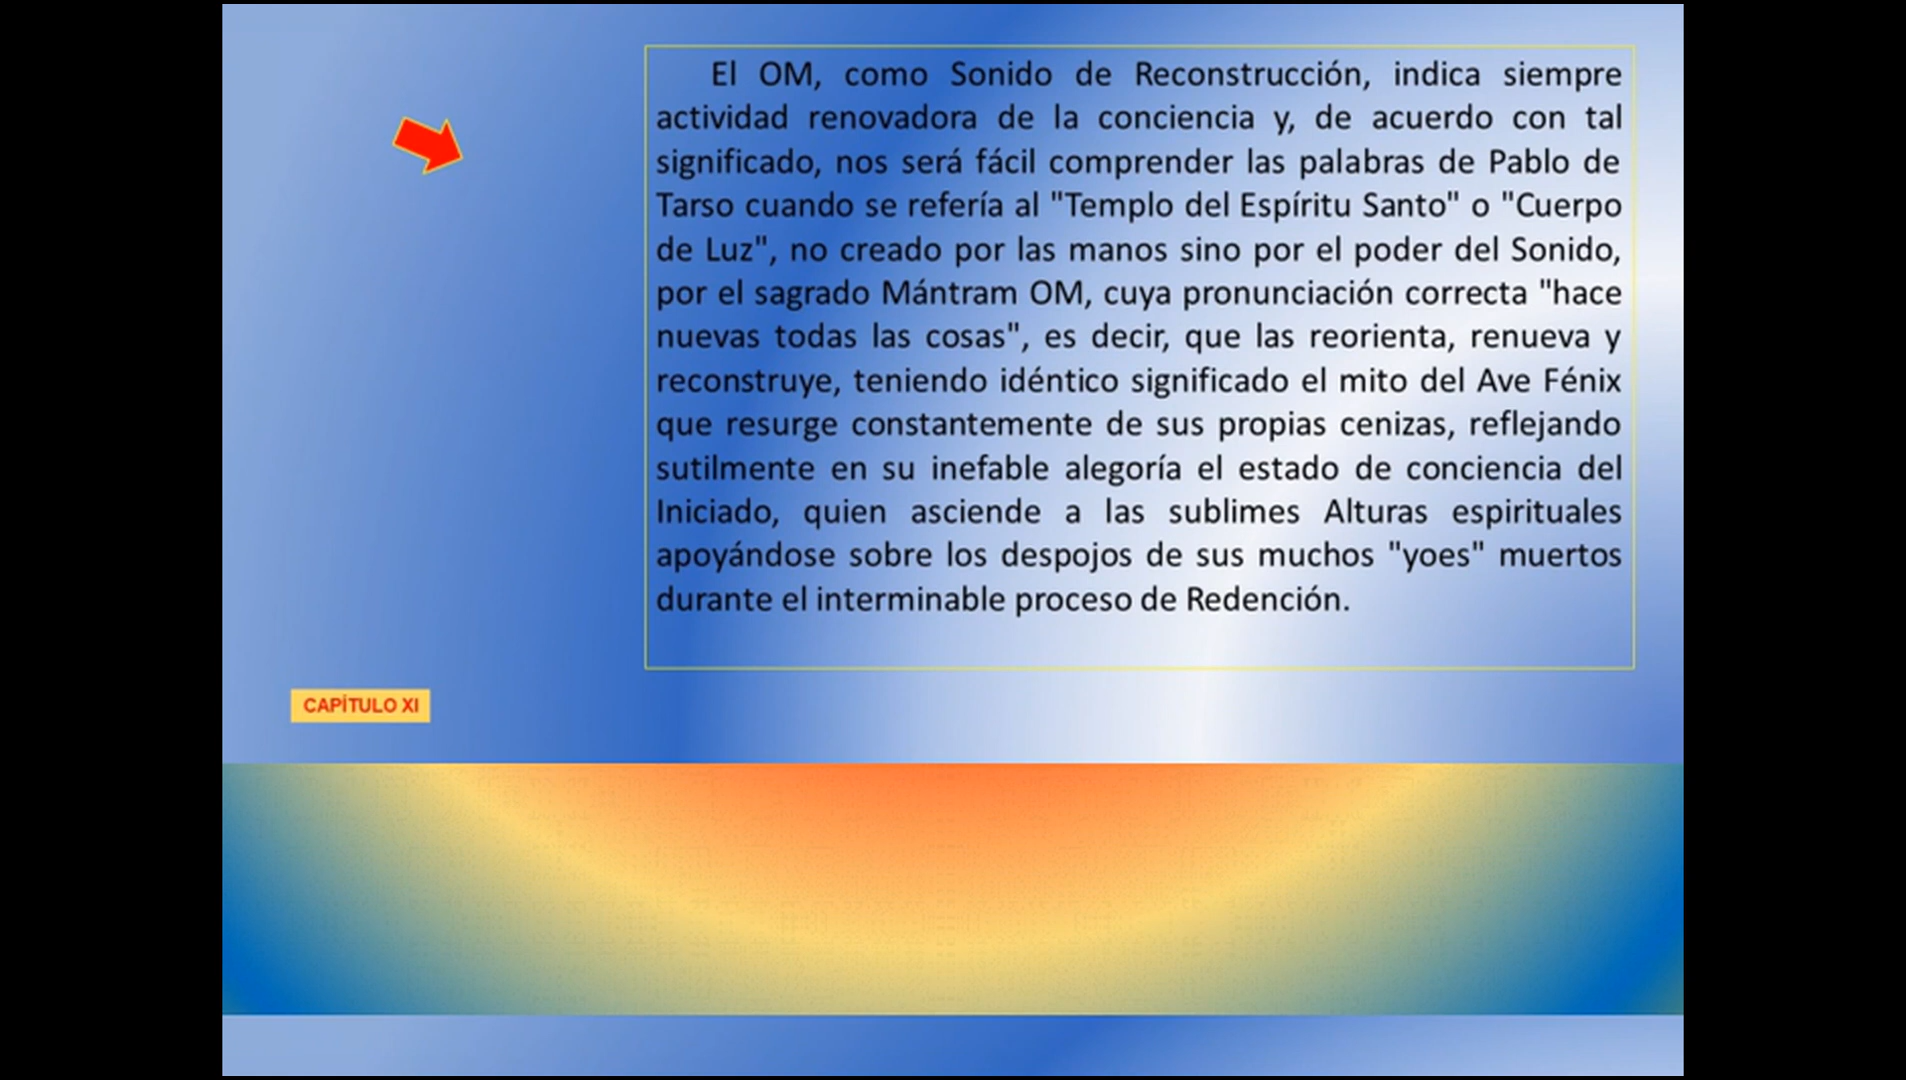 El OM, como Sonido de Reconstrucción, indica siempre
actividad renovadora de la conciencia y, de acuerdo con tal
significado, nos será fácil comprender las palabras de Pablo de
Tarso cuando se refería al "Templo del Espíritu Santo" o "Cuerpo
de Luz", no creado por las manos sino por el poder del Sonido,
por el sagrado Mántram OM, cuya pronunciación correcta "hace
nuevas todas las cosas", es decir, que las reorienta, renueva y
reconstruye, teniendo idéntico significado el mito del Ave Fénix
que resurge constantemente de sus propias cenizas, reflejando
sutilmente en su inefable alegoría el estado de conciencia del
Iniciado, quien asciende a las sublimes Alturas espirituales
apoyándose sobre los despojos de sus muchos "yoes" muertos
durante el interminable proceso de Redención.
CAPÍTULO XI